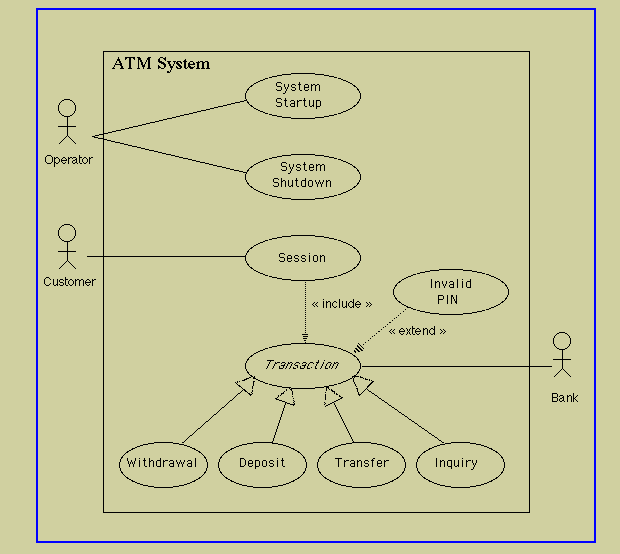 ATM System
System
Startup
Operator
System
Shutdown
Customer
Session
Invalid
PIN
« include »
« extend »
Transaction
Bank
Withdrawal
Deposit
Transfer
Inquiry